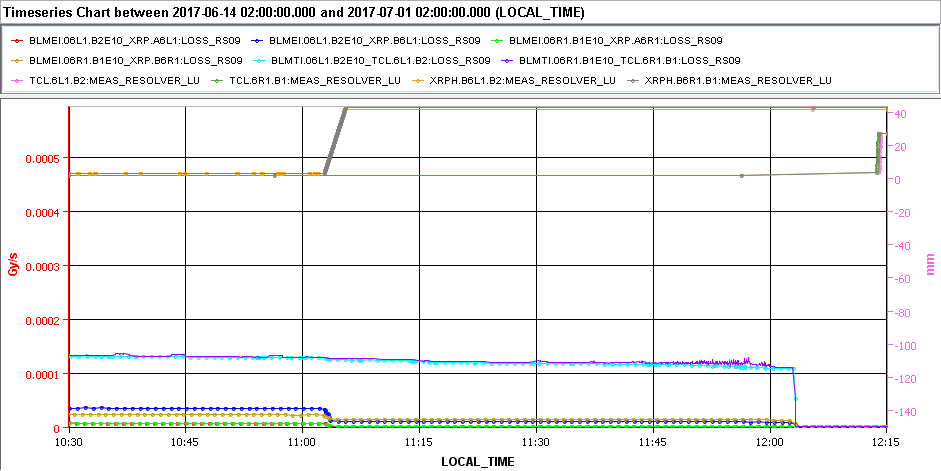 Timeseries Chart between 2017-06-14 02:00:00.000 and 2017-07-01 02:00:00.000 (LOCAL_TIME)
BLMEI.06L1.B2E10_XRP.A6L1:LOSS_RS09 BLMEI.06L1.B2E10_XRP.B6L1:LOSS_RS09 BLMEI.06R1.B1E10_XRP.A6R1:LOSS_RS09
BLMEI.06R1.B1E10_XRP.B6R1:LOSS_RS09 BLMTI.06L1.B2E10_TCL.6L1.B2:LOSS_RS09 BLMTI.06R1.B1E10_TCL.6R1.B1:LOSS_RS09
TCL.6L1.B2:MEAS_RESOLVER_LU TCL.6R1.B1:MEAS_RESOLVER_LU XRPH.B6L1.B2:MEAS_RESOLVER_LU XRPH.B6R1.B1:MEAS_RESOLVER_LU
40
0.0005 20
0
0.0004 -20
-40
0.0003 -60
Gy/s mm
0.0002 -80
-100
0.0001 -120
-140
0
10:30 10:45 11:00 11:15 11:30 11:45 12:00 12:15
LOCAL_TIME